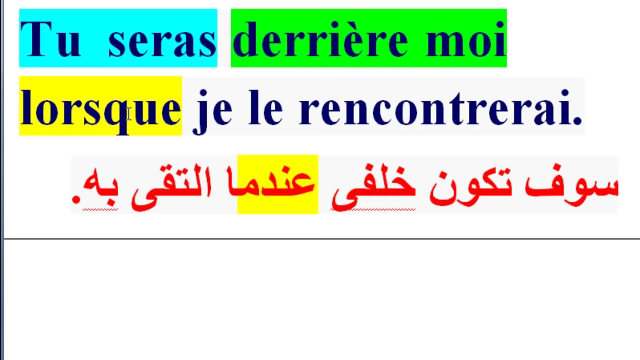 Tu seras derrière moi
lorsque je le rencontrerai.
سوف تكون خلفى عندما التقى به.